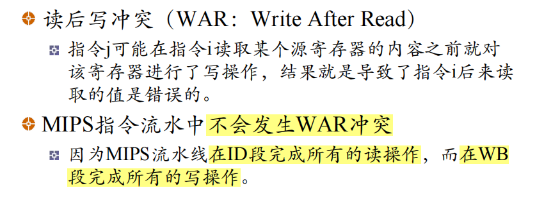 读后写冲突（WAR：Write After Read）
指令j可能在指令i读取某个源寄存器的内容之前就对
该寄存器进行了写操作，结果就是导致了指令i后来读
取的值是错误的。
MIPS指令流水中不会发生WAR冲突
因为MIPS流水线在ID段完成所有的读操作，而在WB
段完成所有的写操作。